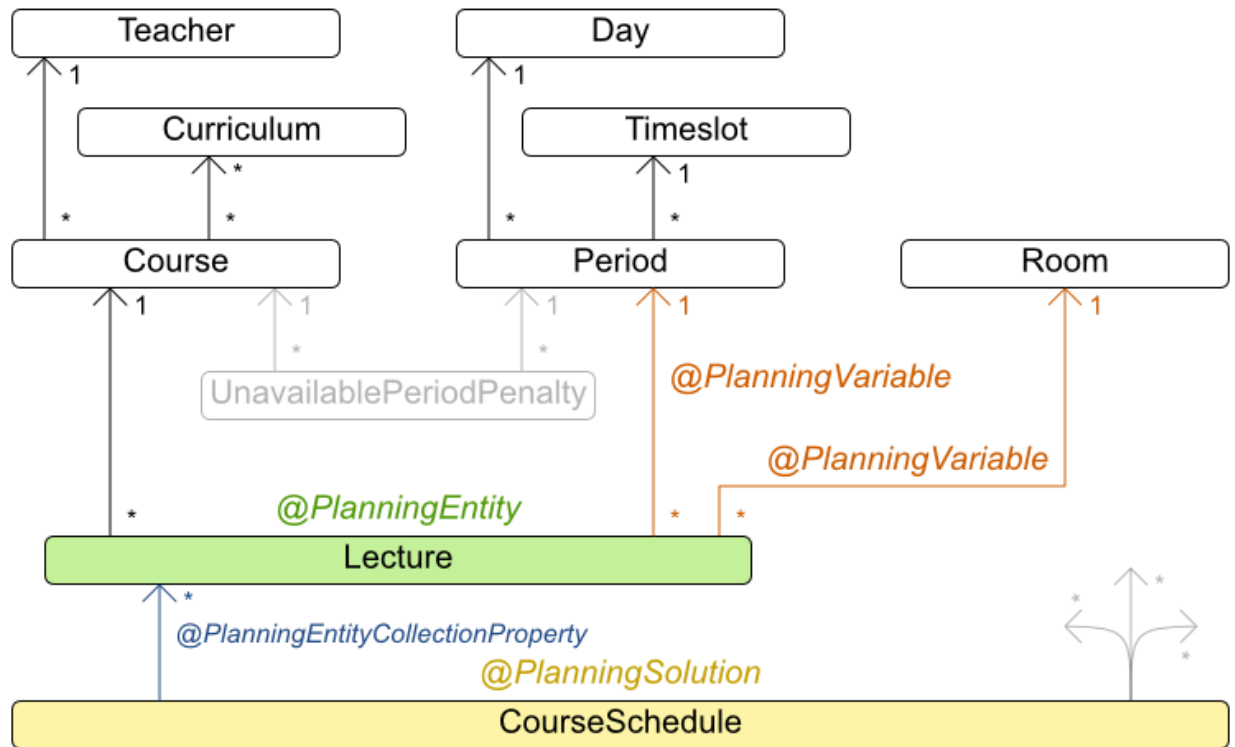 Teacher
Day
1
1
Curriculum
Timeslot
*
1
*
*
*
*
Course
Period
Room
1
1
1
1
1
*
*
UnavailablePeriodPenalty
@PlanningVariable
@PlanningVariable
@PlanningEntity
*
*
*
Lecture
*
@PlanningEntityCollectionProperty
*
*
*
@PlanningSolution
CourseSchedule